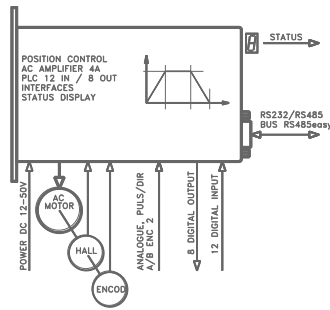 POSITION CONTROL
AC AMPLIFIER 4A
PLC 12 IN / 8 OUT
INTERFACES
STATUS DISPLAY
STATUS
RS232/RS485
BUS RS485easy
POWER DC 12-50V
AC
MOTOR
HALL
ENCOD
ANALOGUE, PULS/DIR
A/B ENC 2
8 DIGITAL OUTPUT
12 DIGITAL INPUT